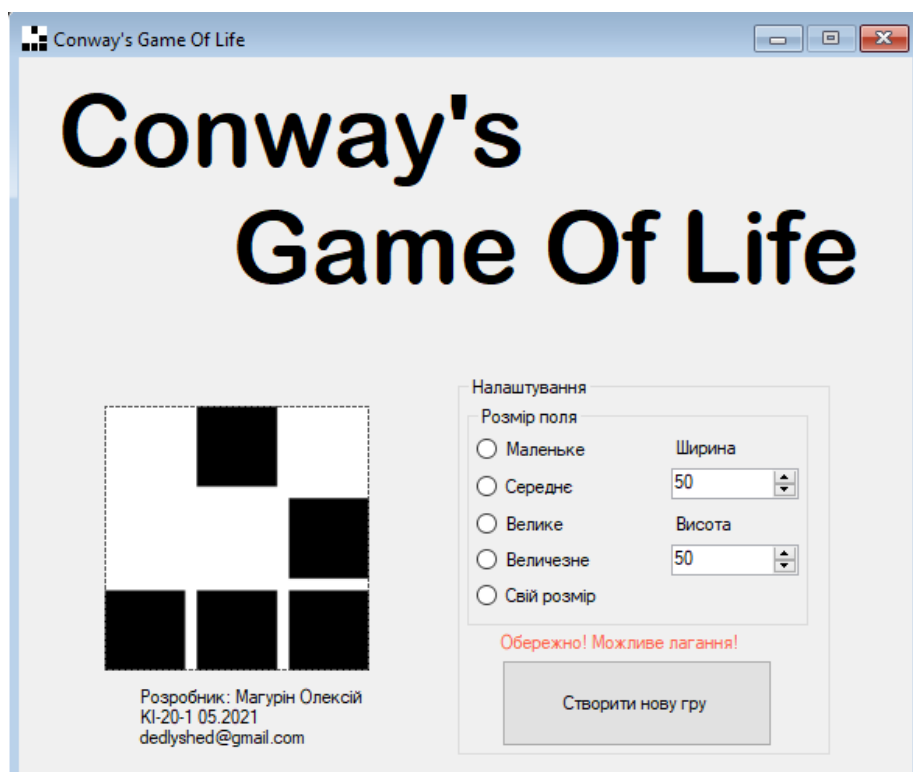 Conway's Game Of Life
Conway's
Game Of Life
Налаштування
Розмір поля
Маленьке
Ширина
Середнє
50
Велике
Висота
Величезне
50
Свій розмір
Обережно! Можливе лагання!
Створити нову гру
Розробник: Магурін Олексій
КІ-20-1 05.2021
dedlyshed@gmail.com